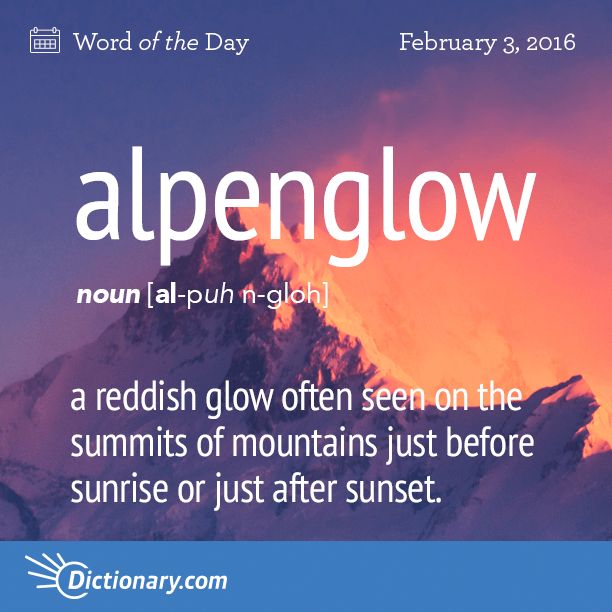 Word of the Day
February 3, 2016
alpenglow
noun [al-puh n-gloh]
a reddish glow often seen on the
summits of mountains just before
sunrise or just after sunset.
Dictionary.com